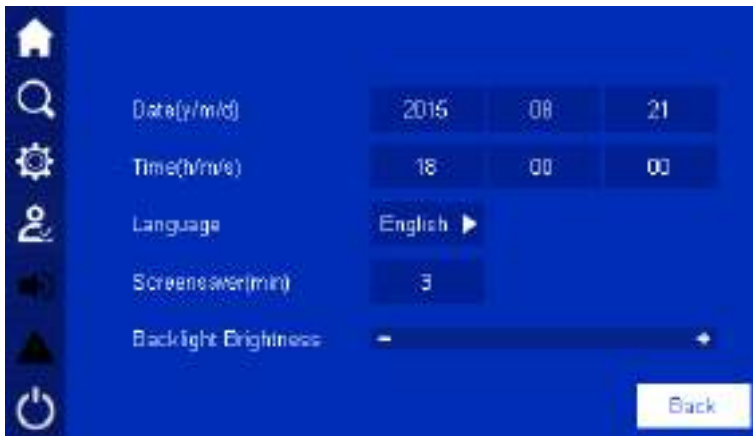 Date(y/m/d) 2015 08 21
Time(h/m/s) 18 00 00
Language English
Screensaver(min) 3
Backlight Brightness - +
Back